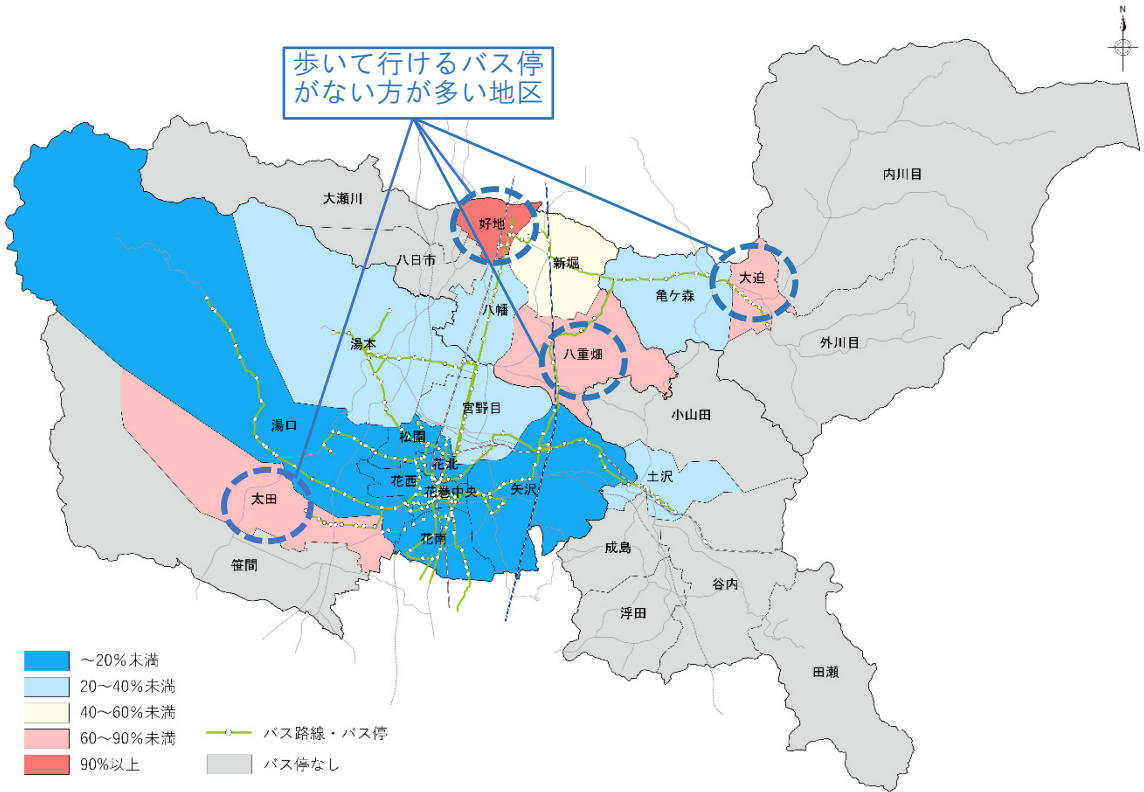 N
歩いて行けるバス停
がない方が多い地区
内川目
大瀬川
好地
八日市
新堀
大迫
亀ケ森
八幡
外川目
湯本
八重畑
宮野目
小山田
湯口
松園
花北
花西
土沢
花巻中央
矢沢
太田
花南
成島
笹間
谷内
浮田
田瀬
～20%未満
20～40%未満
40～60%未満
60～90%未満
90%以上
バス路線・バス停
バス停なし